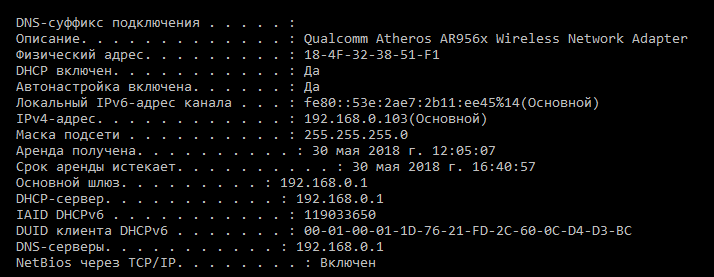 DNS-суффикс подключения . . . . . :
Описание. . . . . . . . . . . . . : Qualcomm Atheros AR956x Wireless Network Adapter
Физический адрес. . . . . . . . . : 18-4F-32-38-51-F1
DHCP включен. . . . . . . . . . . : Да
Автонастройка включена. . . . . . : Да
Локальный IPv6-адрес канала . . . : fe80::53e:2ae7:2b11:ee45%14(Основной)
IPv4-адрес. . . . . . . . . . . . : 192.168.0.103(Основной)
Маска подсети . . . . . . . . . . : 255.255.255.0
Аренда получена. . . . . . . . . . : 30 мая 2018 г. 12:05:07
Срок аренды истекает. . . . . . . . . . : 30 мая 2018 г. 16:40:57
Основной шлюз. . . . . . . . . : 192.168.0.1
DHCP-сервер. . . . . . . . . . . : 192.168.0.1
IAID DHCPv6 . . . . . . . . . . . : 119033650
DUID клиента DHCPv6 . . . . . . . : 00-01-00-01-1D-76-21-FD-2C-60-0C-D4-D3-BC
DNS-серверы. . . . . . . . . . . : 192.168.0.1
NetBios через TCP/IP. . . . . . . . : Включен